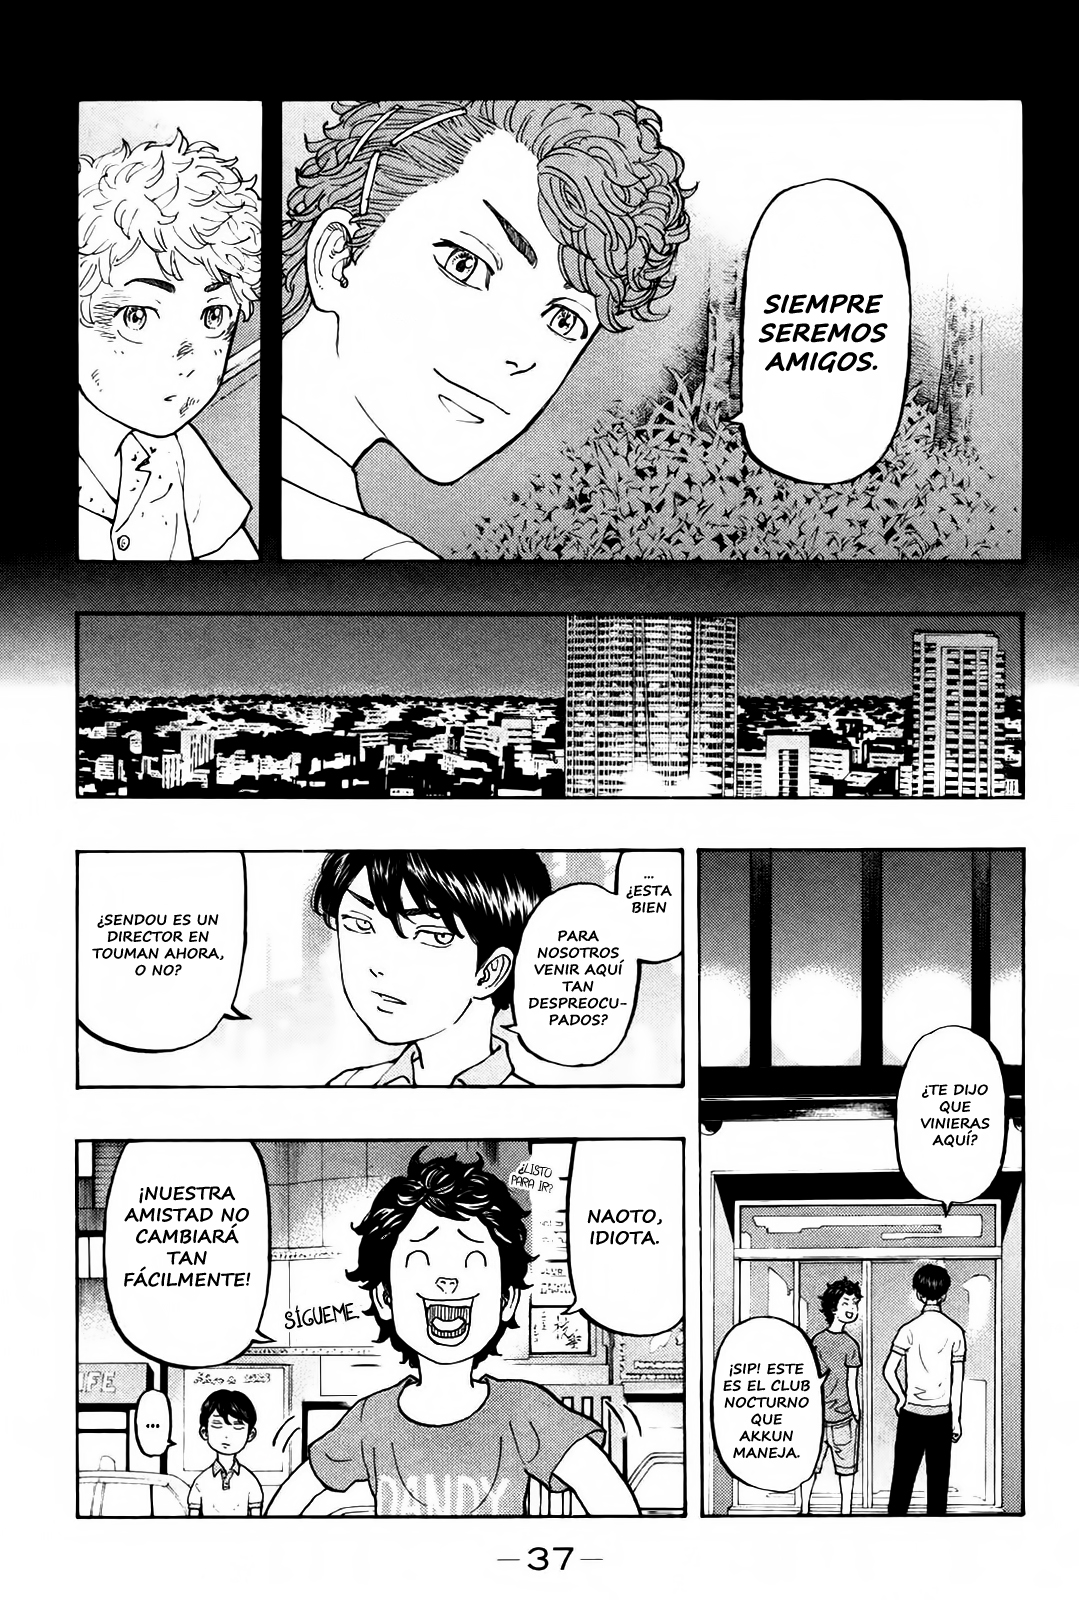 SIEMPRE
SEREMOS
AMIGOS.
¿TE DIJO
QUE
VINIERAS
AQUÍ?
¡SIP! ESTE
ES EL CLUB
NOCTURNO
QUE
AKKUN
MANEJA.
...
¿ESTA
BIEN
PARA
NOSOTROS
VENIR AQUÍ
TAN
DESPREOCU-
PADOS?
¿SENDOU ES UN
DIRECTOR EN
TOUMAN AHORA,
O NO?
NAOTO,
IDIOTA.
¿LISTO
PARA IR?
¡NUESTRA
AMISTAD NO
CAMBIARÁ
TAN
FÁCILMENTE!
SÍGUEME.
...
DANDY
37